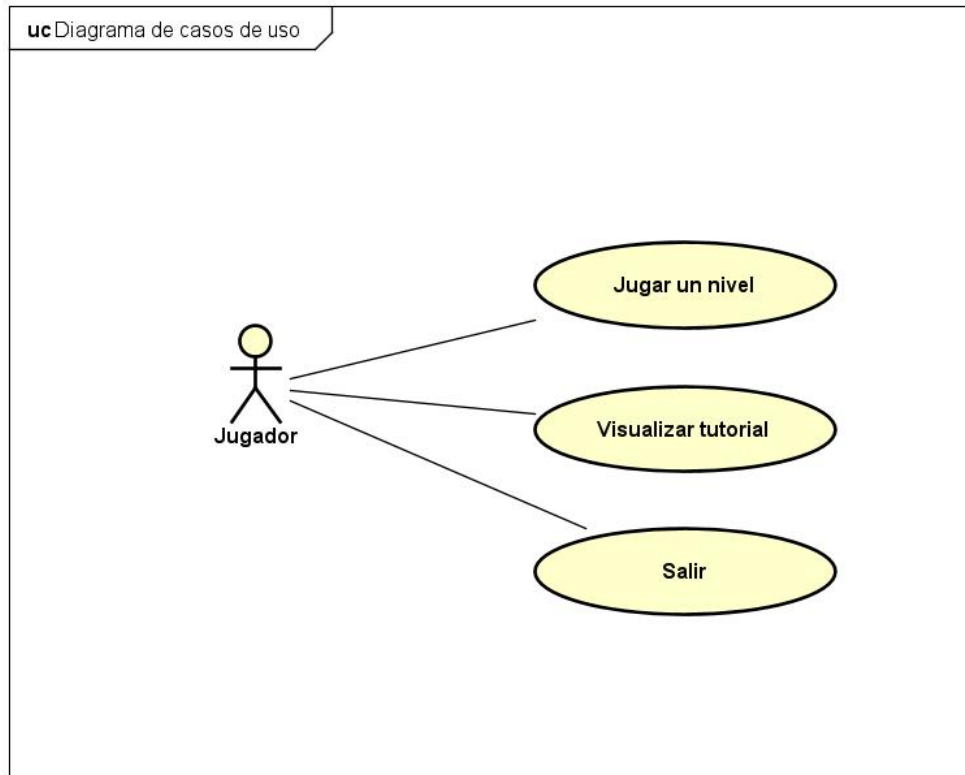 uc Diagrama de casos de uso
Jugar un nivel
Jugador
Visualizar tutorial
Salir